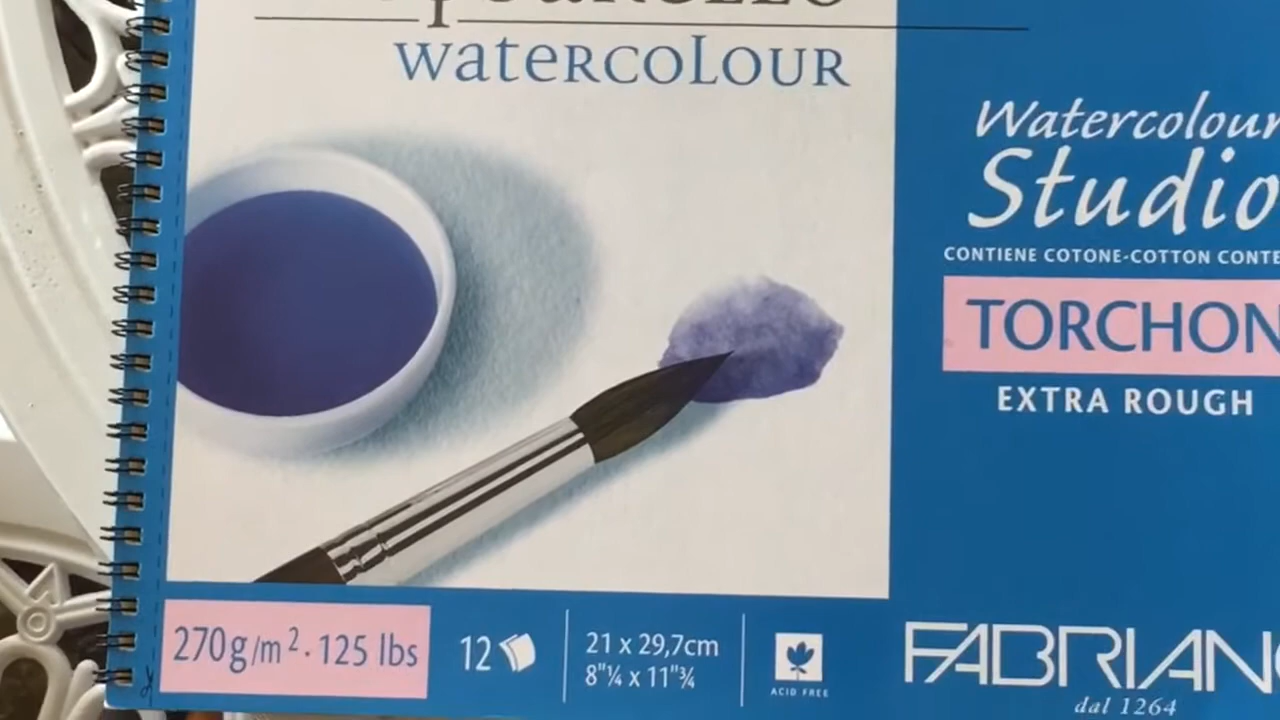 watercolour
Watercolour
Studio
CONTIENE COTONE-COTTON
TORCHON
EXTRA ROUGH
270g/m²·125 lbs
12
21 x 29,7cm
8"¼ x 11"¾
ACID FREE
FABRIANO
dal 1264